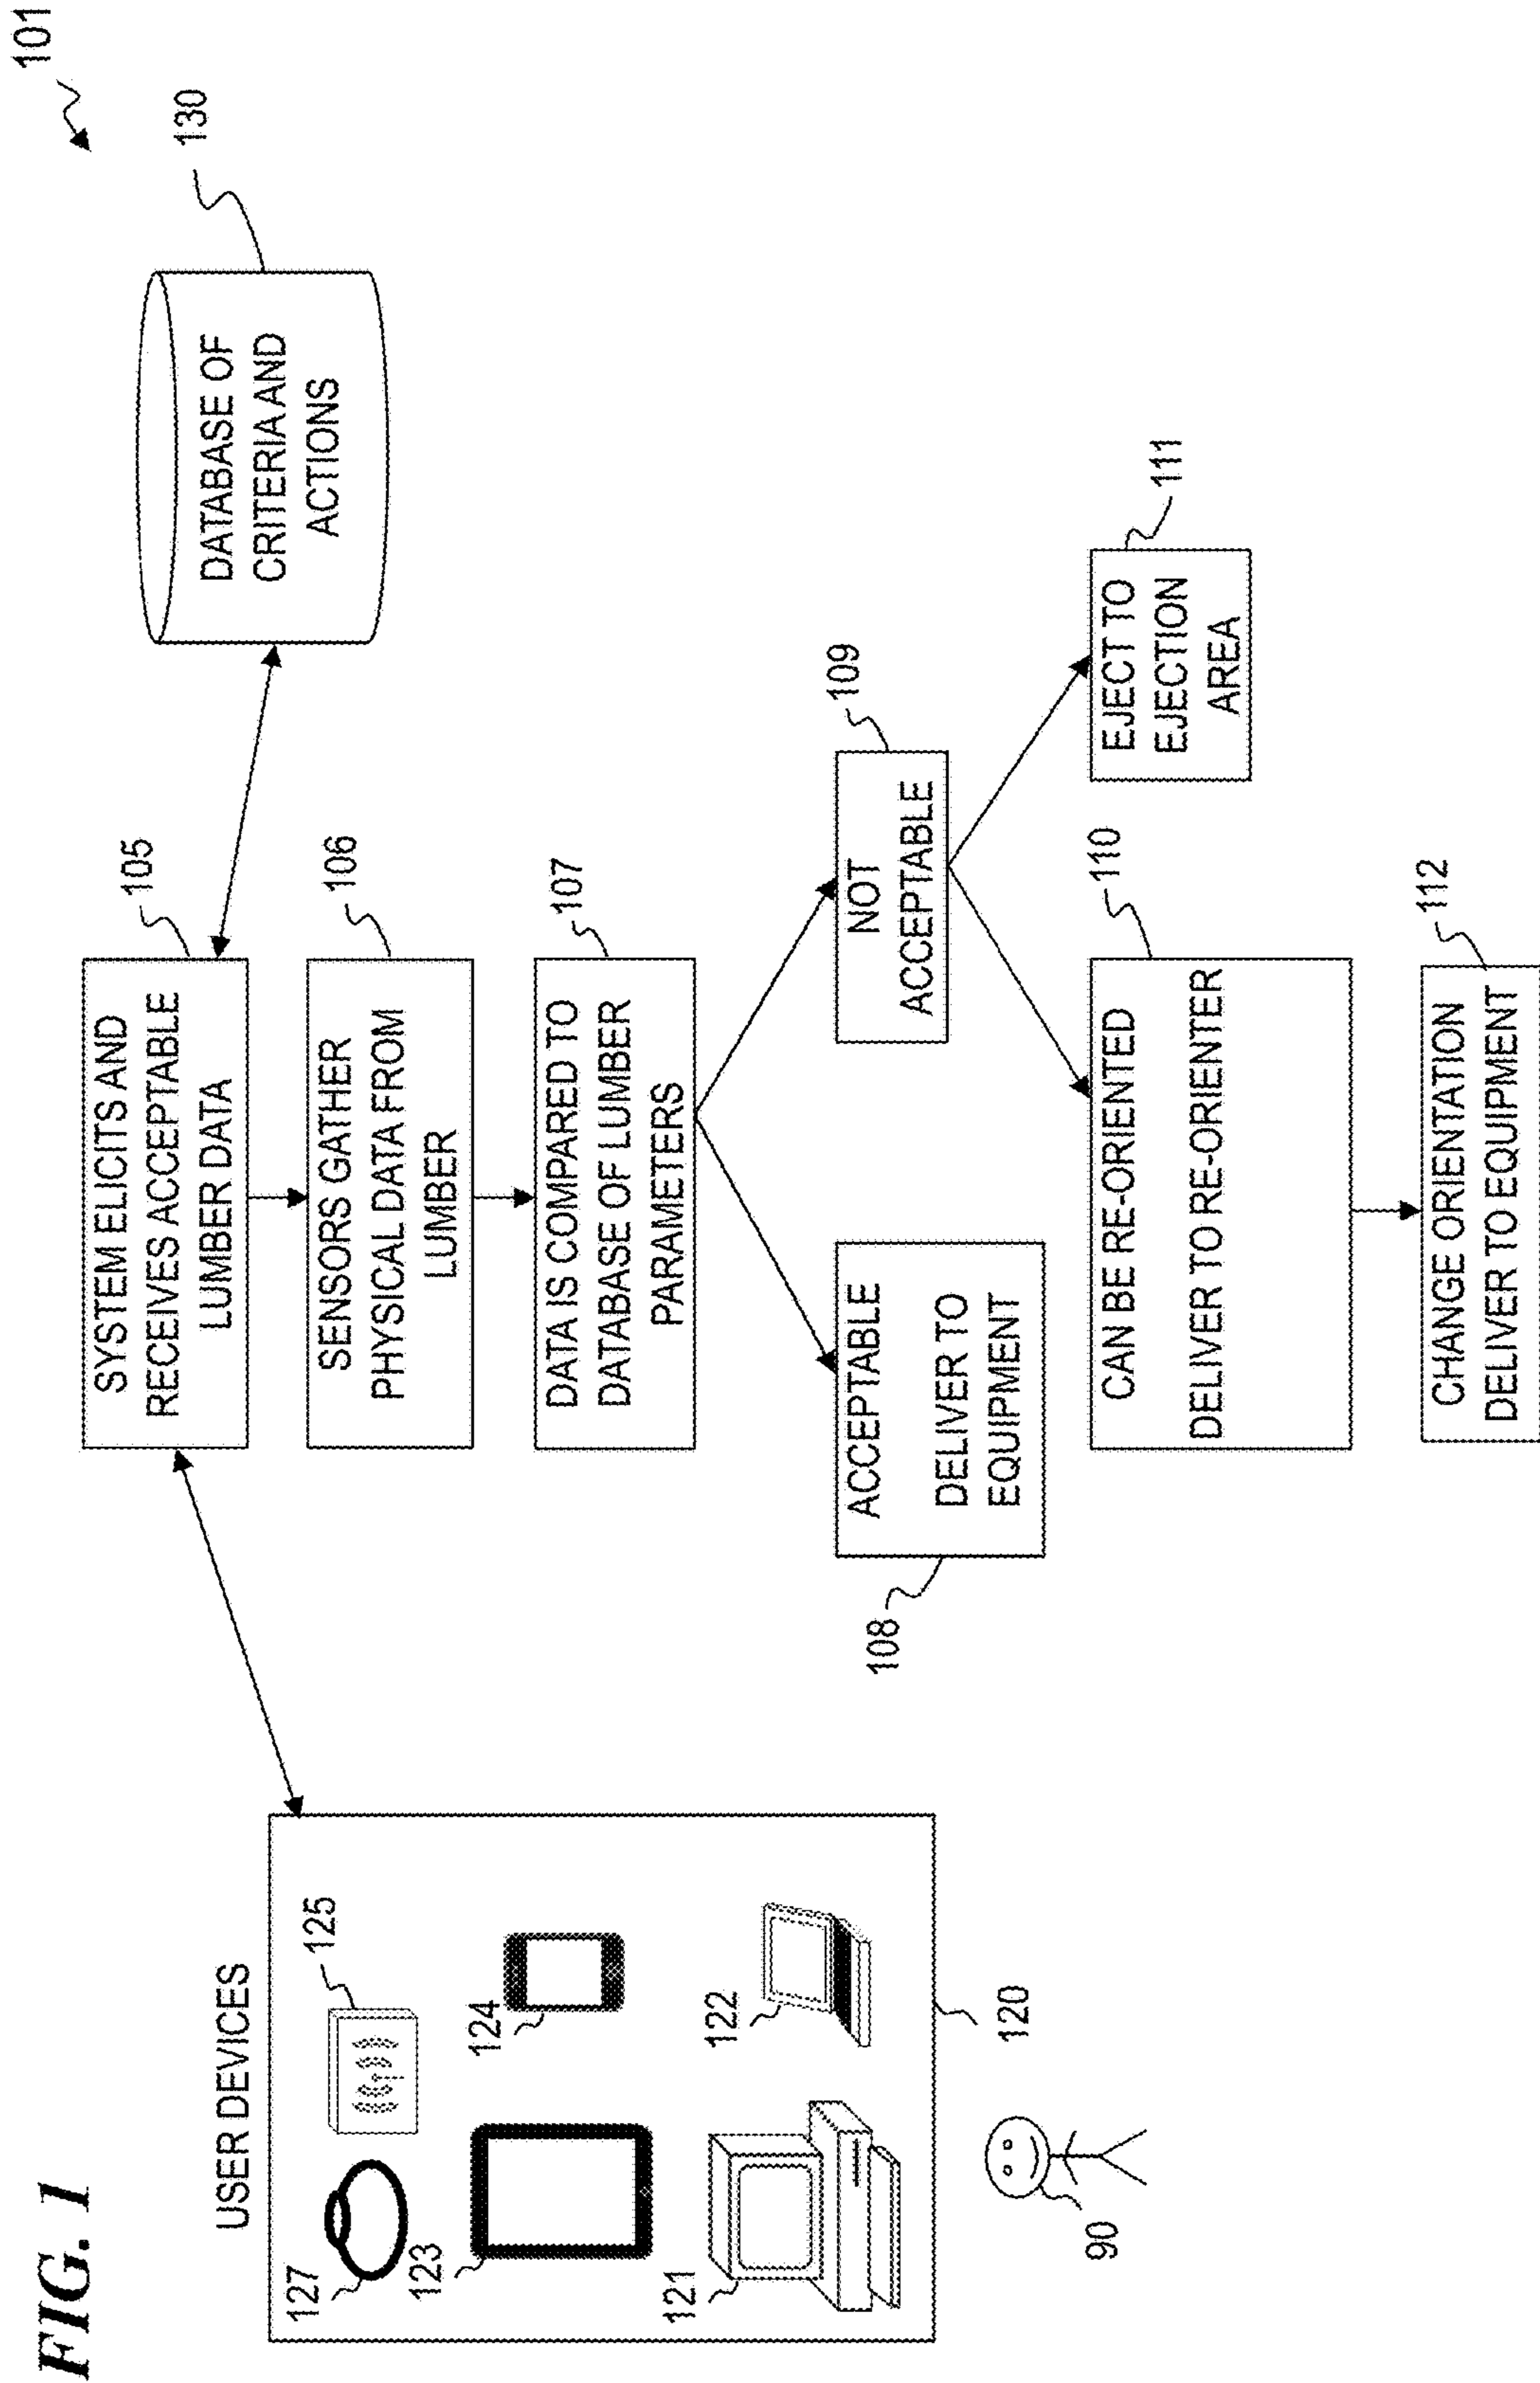 FIG. 1
101
USER DEVICES
127
125
123
124
121
122
120
90
SYSTEM ELICITS AND
RECEIVES ACCEPTABLE
LUMBER DATA
105
DATABASE OF
CRITERIA AND
ACTIONS
130
SENSORS GATHER
PHYSICAL DATA FROM
LUMBER
106
DATA IS COMPARED TO
DATABASE OF LUMBER
PARAMETERS
107
ACCEPTABLE
DELIVER TO
EQUIPMENT
108
NOT
ACCEPTABLE
109
CAN BE RE-ORIENTED
DELIVER TO RE-ORIENTER
110
EJECT TO
EJECTION
AREA
111
CHANGE ORIENTATION
DELIVER TO EQUIPMENT
112